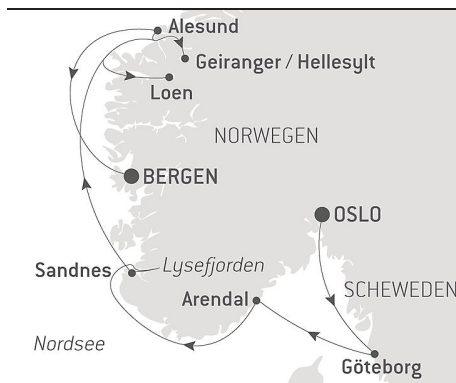 Alesund
Geiranger / Hellesylt
Loen
NORWEGEN
BERGEN
OSLO
Sandnes
Lysefjorden
Arendal
SCHEWEDEN
Nordsee
Göteborg